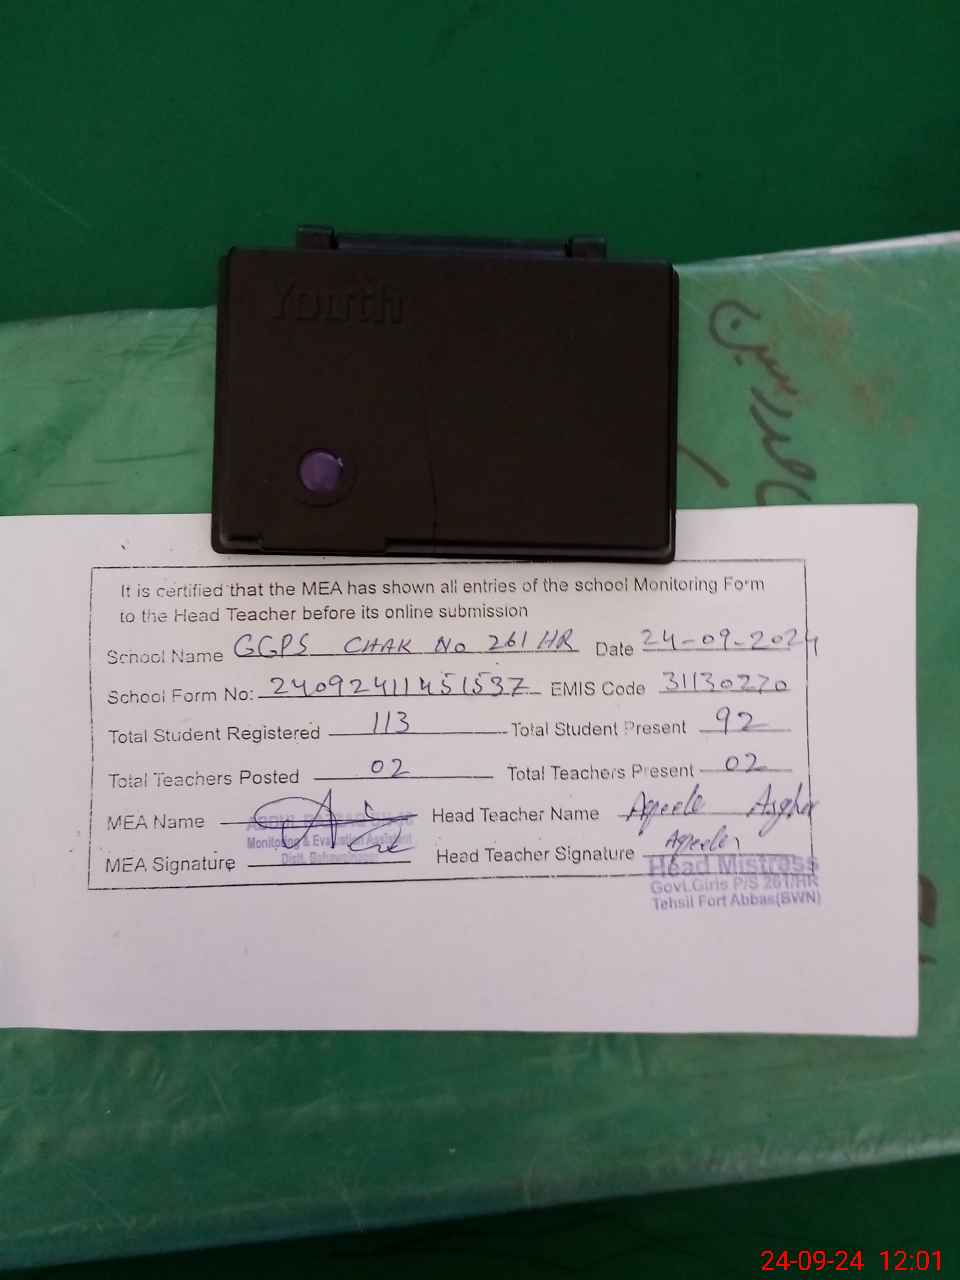 Youth
It is certified that the MEA has shown all entries of the school Monitoring Form
to the Head Teacher before its online submission
School Name GGPS CHAK No 261 HR Date 24-09-2024
School Form No: 24092411451537 EMIS Code 31130270
Total Student Registered 113 Total Student Present 92
Total Teachers Posted 02 Total Teachers Present 02
MEA Name Head Teacher Name Aqeela Asghar
Monitoring & Evaluation Assistant
MEA Signature Head Teacher Signature Aqeela
Head Mistress
Govt.Girls P/S 261/HR
Tehsil Fort Abbas(BWN)
24-09-24 12:01